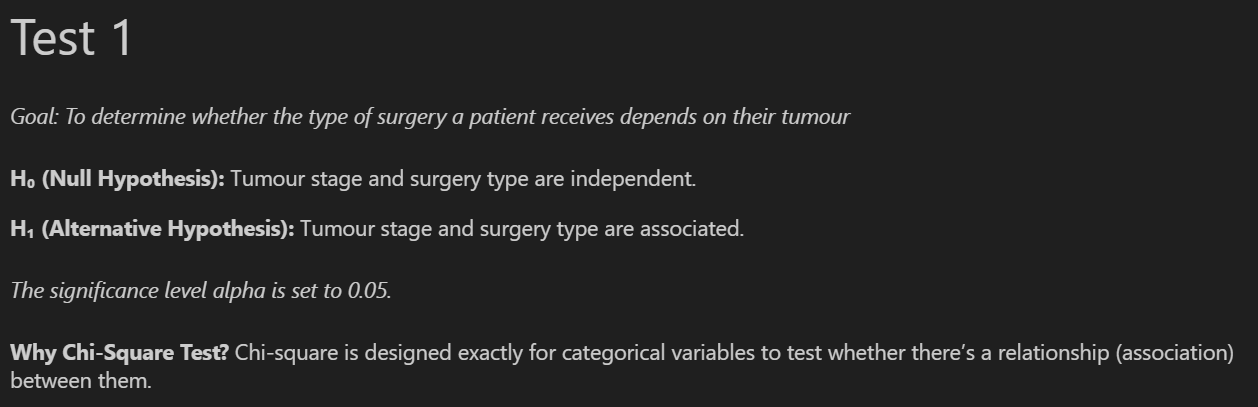 Test 1
Goal: To determine whether the type of surgery a patient receives depends on their tumour
H₀ (Null Hypothesis): Tumour stage and surgery type are independent.
H₁ (Alternative Hypothesis): Tumour stage and surgery type are associated.
The significance level alpha is set to 0.05.
Why Chi-Square Test? Chi-square is designed exactly for categorical variables to test whether there’s a relationship (association)
between them.